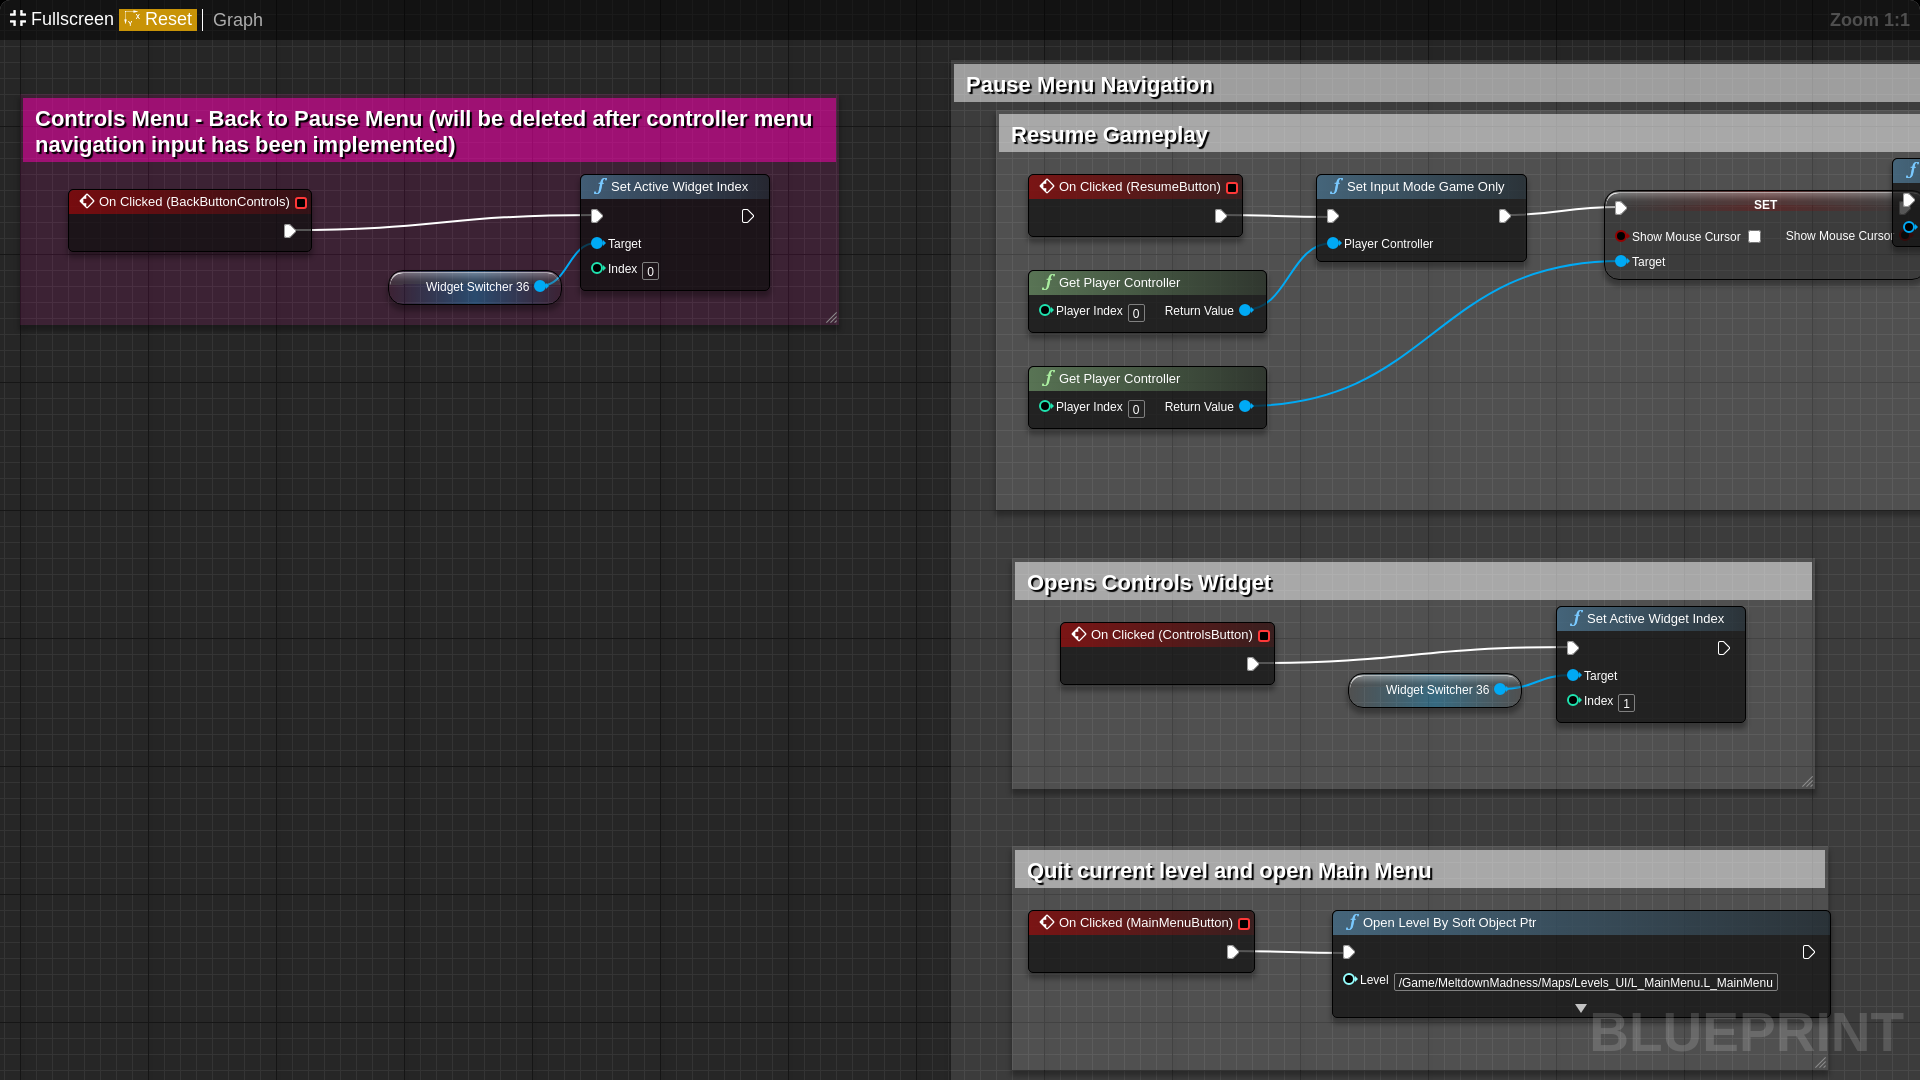 Fullscreen Reset Graph
Zoom 1:1
Controls Menu - Back to Pause Menu (will be deleted after controller menu
navigation input has been implemented)
On Clicked (BackButtonControls)
Set Active Widget Index
Target
Index 0
Widget Switcher 36
Pause Menu Navigation
Resume Gameplay
On Clicked (ResumeButton)
Set Input Mode Game Only
Player Controller
SET
Show Mouse Cursor
Show Mouse Cursor
Target
Get Player Controller
Player Index 0 Return Value
Get Player Controller
Player Index 0 Return Value
Opens Controls Widget
On Clicked (ControlsButton)
Set Active Widget Index
Target
Index 1
Widget Switcher 36
Quit current level and open Main Menu
On Clicked (MainMenuButton)
Open Level By Soft Object Ptr
Level /Game/MeltdownMadness/Maps/Levels_UI/L_MainMenu.L_MainMenu
BLUEPRINT